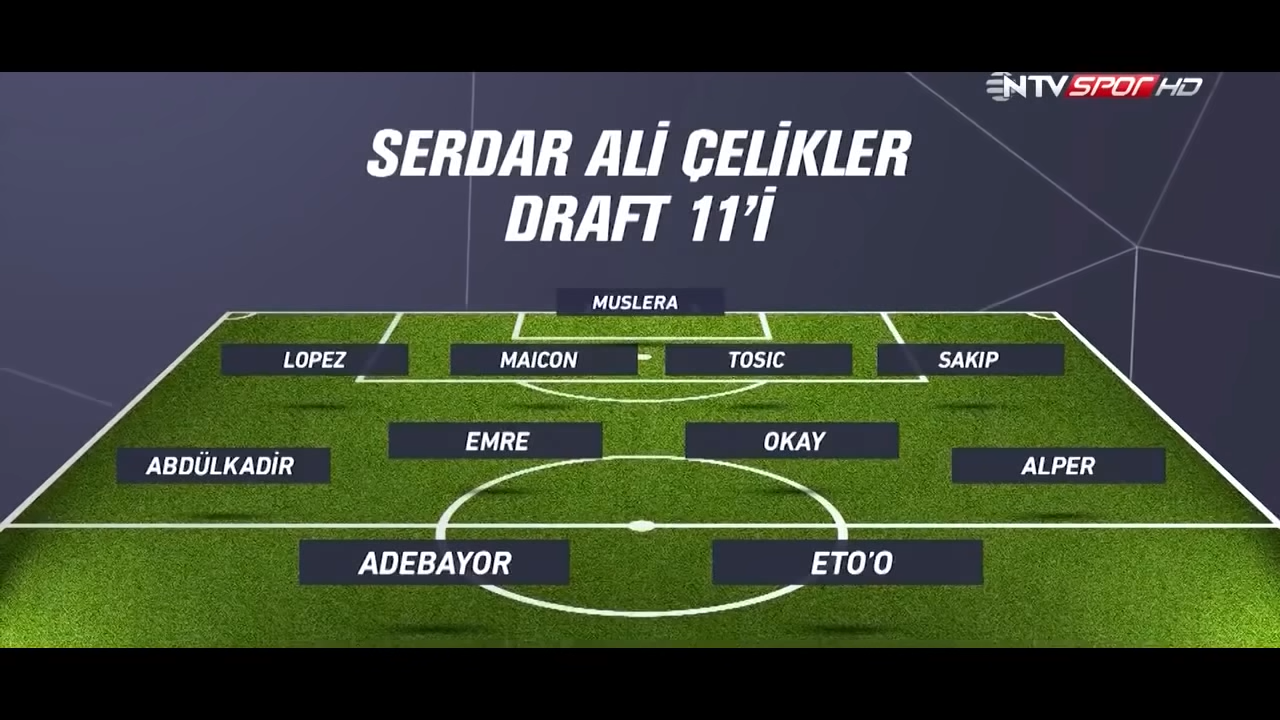 NTV SPOR HD
SERDAR ALİ ÇELİKLER
DRAFT 11'İ
MUSLERA
LOPEZ MAICON TOSIC SAKIP
EMRE OKAY
ABDÜLKADİR ALPER
ADEBAYOR ETO'O